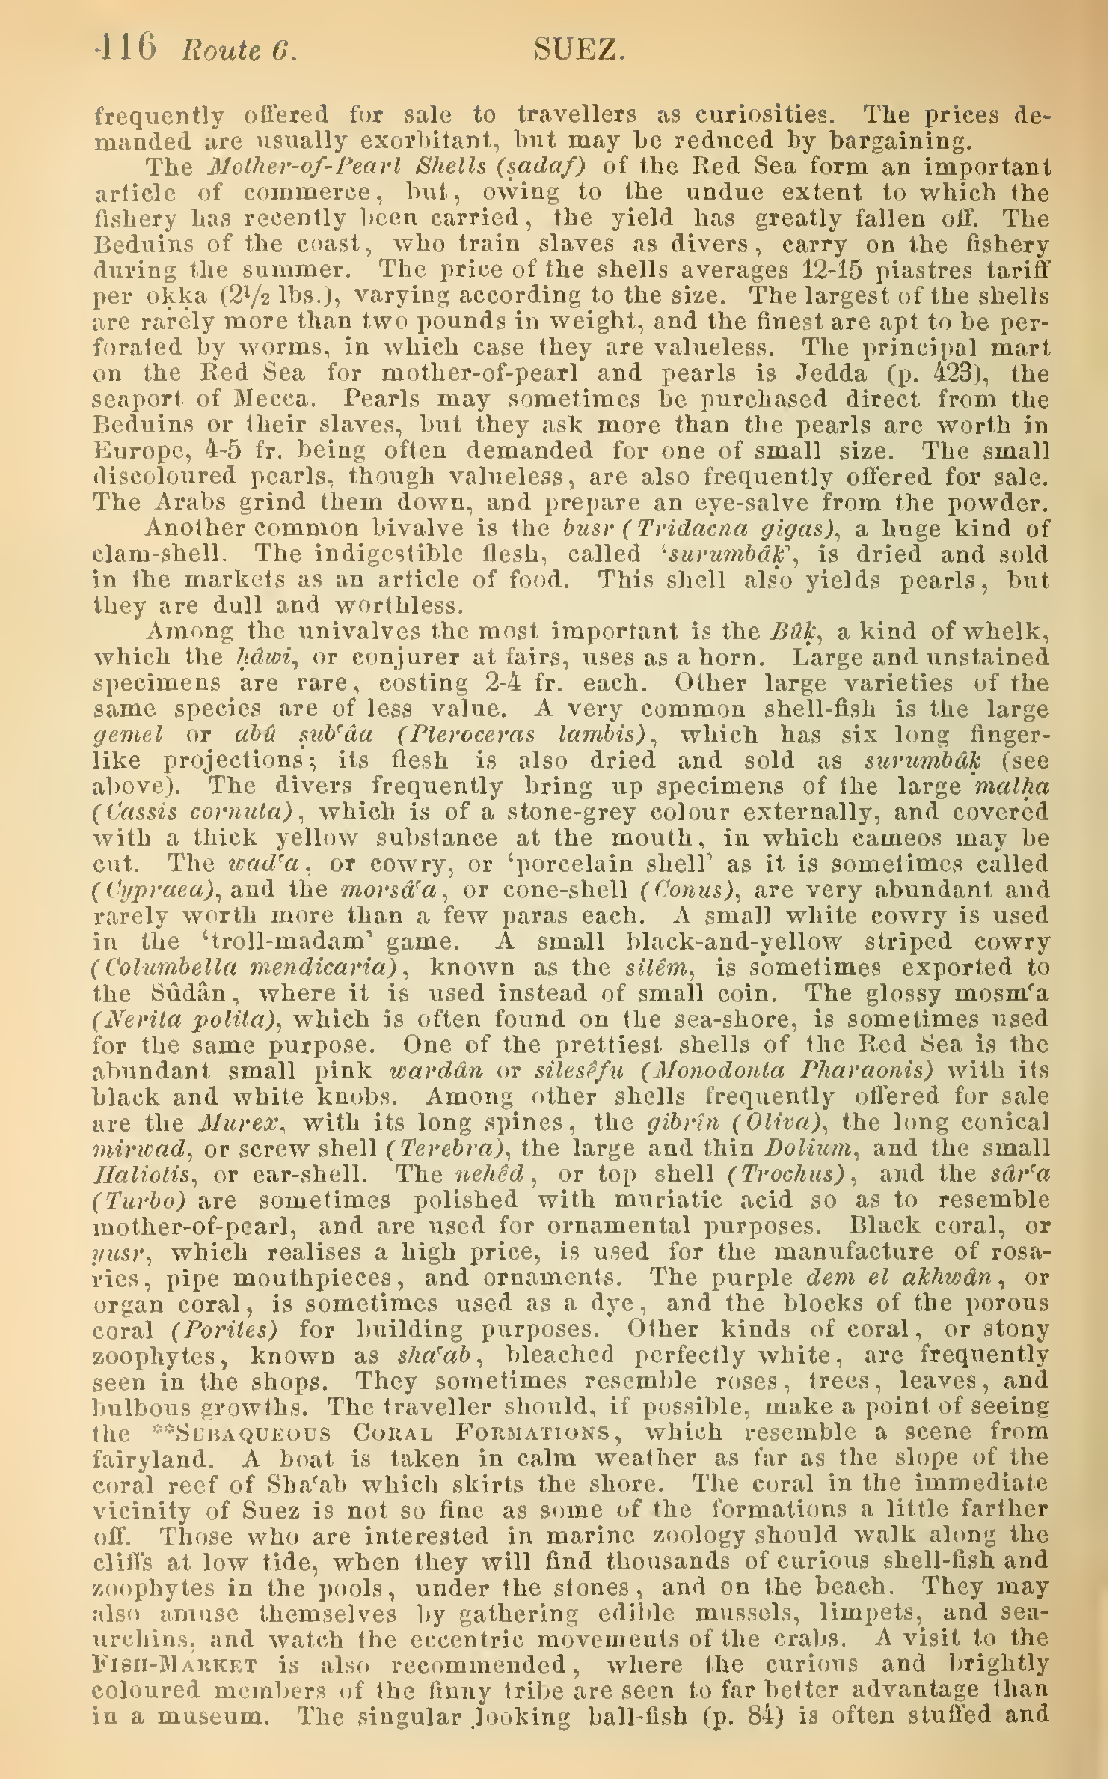 416 Route 6. SUEZ.
frequently offered for sale to travellers as curiosities. The prices de-
manded are usually exorbitant, but may be reduced by bargaining.
The Mother-of-Pearl Shells (ṣadaf) of the Red Sea form an important
article of commerce, but, owing to the undue extent to which the
fishery has recently been carried, the yield has greatly fallen off. The
Beduins of the coast, who train slaves as divers, carry on the fishery
during the summer. The price of the shells averages 12-15 piastres tariff
per oḳḳa (2½ lbs.), varying according to the size. The largest of the shells
are rarely more than two pounds in weight, and the finest are apt to be per-
forated by worms, in which case they are valueless. The principal mart
on the Red Sea for mother-of-pearl and pearls is Jedda (p. 423), the
seaport of Mecca. Pearls may sometimes be purchased direct from the
Beduins or their slaves, but they ask more than the pearls are worth in
Europe, 4-5 fr. being often demanded for one of small size. The small
discoloured pearls, though valueless, are also frequently offered for sale.
The Arabs grind them down, and prepare an eye-salve from the powder.
Another common bivalve is the busr (Tridacna gigas), a huge kind of
clam-shell. The indigestible flesh, called 'surumbâḳ', is dried and sold
in the markets as an article of food. This shell also yields pearls, but
they are dull and worthless.
Among the univalves the most important is the Bûḳ, a kind of whelk,
which the ḥâwi, or conjurer at fairs, uses as a horn. Large and unstained
specimens are rare, costing 2-4 fr. each. Other large varieties of the
same species are of less value. A very common shell-fish is the large
gemel or abû ṣubʿâa (Pteroceras lambis), which has six long finger-
like projections; its flesh is also dried and sold as surumbâḳ (see
above). The divers frequently bring up specimens of the large malḥa
(Cassis cornuta), which is of a stone-grey colour externally, and covered
with a thick yellow substance at the mouth, in which cameos may be
cut. The wadʿa, or cowry, or 'porcelain shell' as it is sometimes called
(Cypraea), and the morsâʿa, or cone-shell (Conus), are very abundant and
rarely worth more than a few paras each. A small white cowry is used
in the 'troll-madam' game. A small black-and-yellow striped cowry
(Columbella mendicaria), known as the silêm, is sometimes exported to
the Sûdân, where it is used instead of small coin. The glossy mosmʿa
(Nerita polita), which is often found on the sea-shore, is sometimes used
for the same purpose. One of the prettiest shells of the Red Sea is the
abundant small pink wardân or silesêfu (Monodonta Pharaonis) with its
black and white knobs. Among other shells frequently offered for sale
are the Murex, with its long spines, the gibrîn (Oliva), the long conical
mirwad, or screw shell (Terebra), the large and thin Dolium, and the small
Haliotis, or ear-shell. The nehêd, or top shell (Trochus), and the sârʿa
(Turbo) are sometimes polished with muriatic acid so as to resemble
mother-of-pearl, and are used for ornamental purposes. Black coral, or
yusr, which realises a high price, is used for the manufacture of rosa-
ries, pipe mouthpieces, and ornaments. The purple dem el akhwân, or
organ coral, is sometimes used as a dye, and the blocks of the porous
coral (Porites) for building purposes. Other kinds of coral, or stony
zoophytes, known as shaʿab, bleached perfectly white, are frequently
seen in the shops. They sometimes resemble roses, trees, leaves, and
bulbous growths. The traveller should, if possible, make a point of seeing
the **SUBAQUEOUS CORAL FORMATIONS, which resemble a scene from
fairyland. A boat is taken in calm weather as far as the slope of the
coral reef of Shaʿab which skirts the shore. The coral in the immediate
vicinity of Suez is not so fine as some of the formations a little farther
off. Those who are interested in marine zoology should walk along the
cliffs at low tide, when they will find thousands of curious shell-fish and
zoophytes in the pools, under the stones, and on the beach. They may
also amuse themselves by gathering edible mussels, limpets, and sea-
urchins, and watch the eccentric movements of the crabs. A visit to the
FISH-MARKET is also recommended, where the curious and brightly
coloured members of the finny tribe are seen to far better advantage than
in a museum. The singular looking ball-fish (p. 84) is often stuffed and